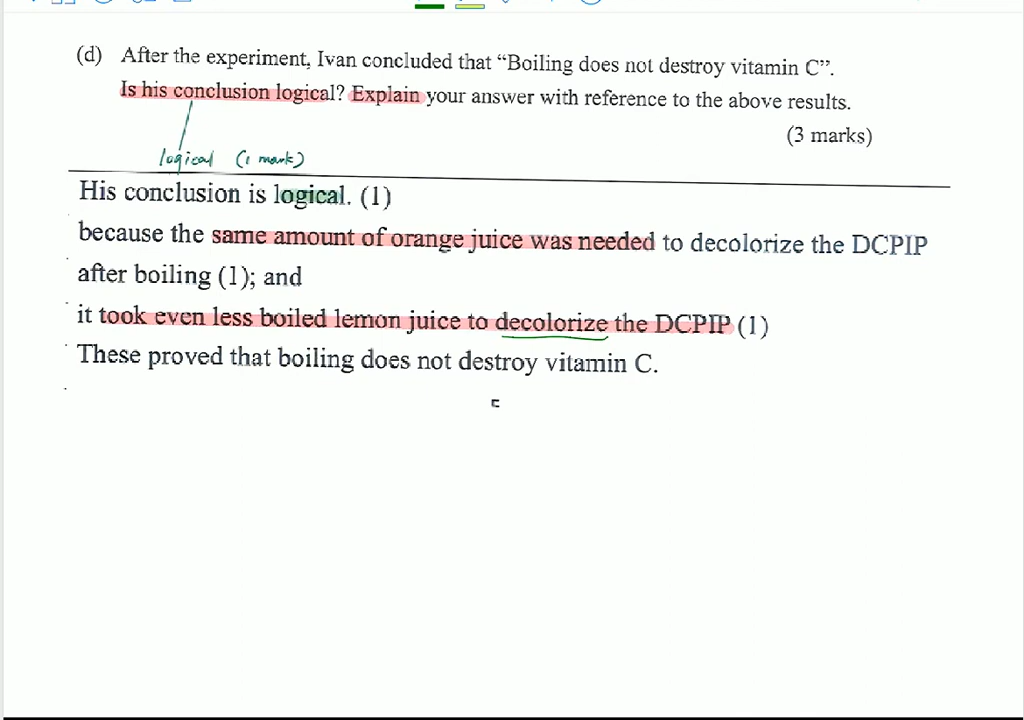 (d) After the experiment, Ivan concluded that “Boiling does not destroy vitamin C”.
Is his conclusion logical? Explain your answer with reference to the above results.
(3 marks)
logical (1 mark)
His conclusion is logical. (1)
because the same amount of orange juice was needed to decolorize the DCPIP
after boiling (1); and
it took even less boiled lemon juice to decolorize the DCPIP (1)
These proved that boiling does not destroy vitamin C.